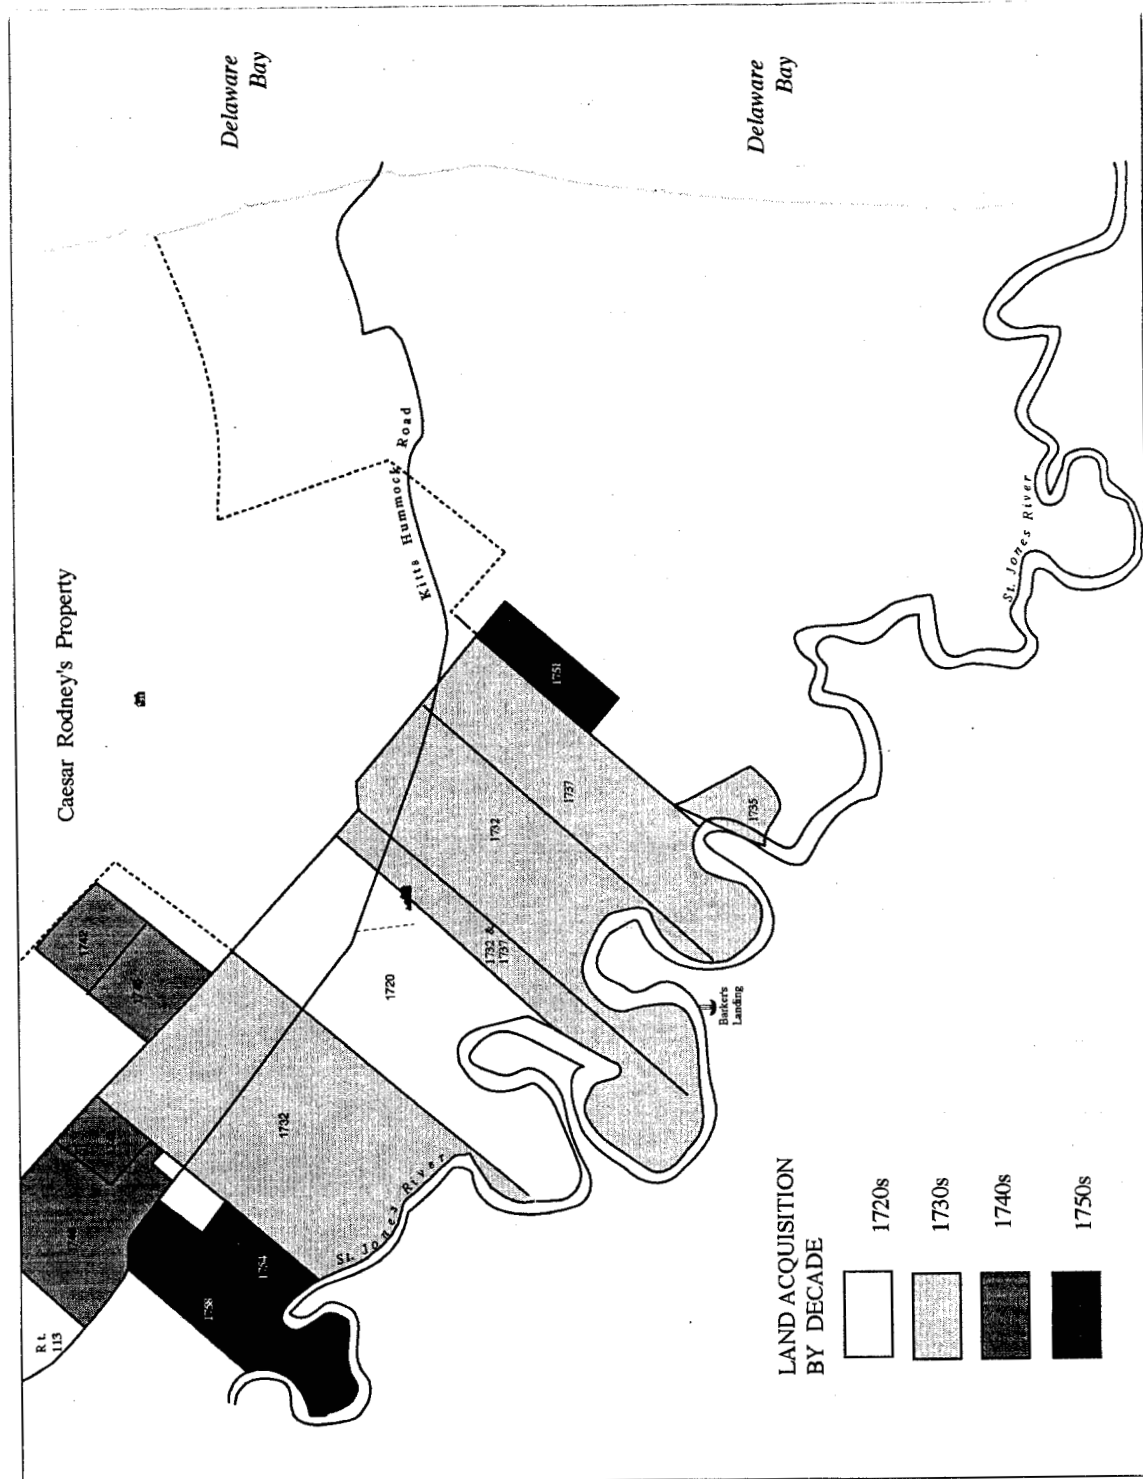 Delaware
Bay
Delaware
Bay
Caesar Rodney's Property
Kitts Hummock Road
St. Jones River
1751
1737
1735
1732
1732 &
1737
1720
1742
Barker's
Landing
1732
St. Jones River
1754
1758
Rt.
113
LAND ACQUISITION
BY DECADE
1720s
1730s
1740s
1750s